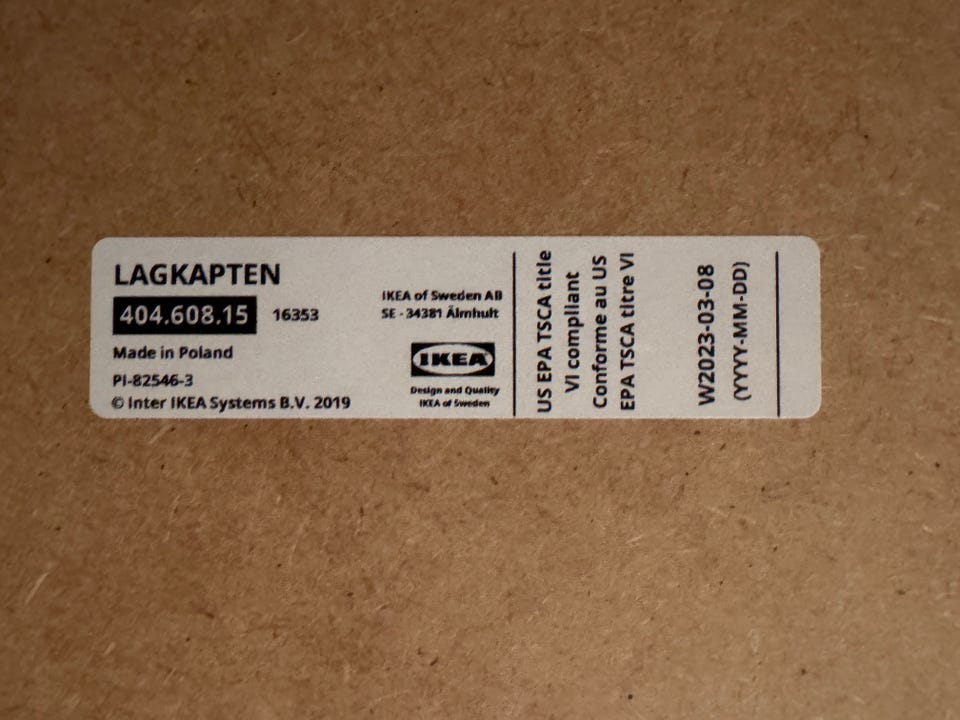 LAGKAPTEN
404.608.15 16353
Made in Poland
PI-82546-3
© Inter IKEA Systems B.V. 2019
IKEA of Sweden AB
SE - 34381 Älmhult
IKEA
Design and Quality
IKEA of Sweden
US EPA TSCA title
VI compliant
Conforme au US
EPA TSCA titre VI
W2023-03-08
(YYYY-MM-DD)